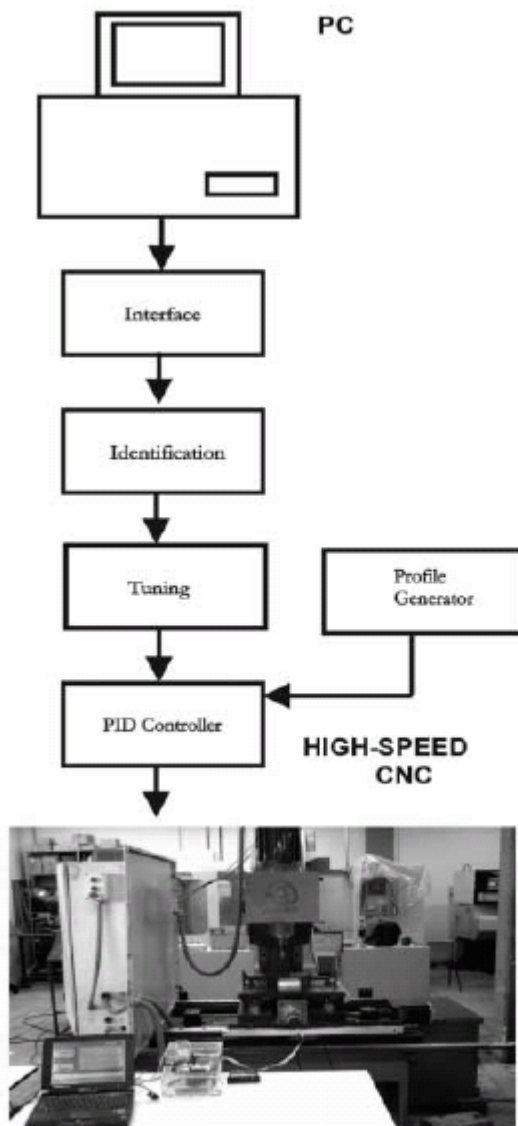 PC
Interface
Identification
Tuning
Profile
Generator
PID Controller
HIGH-SPEED
CNC